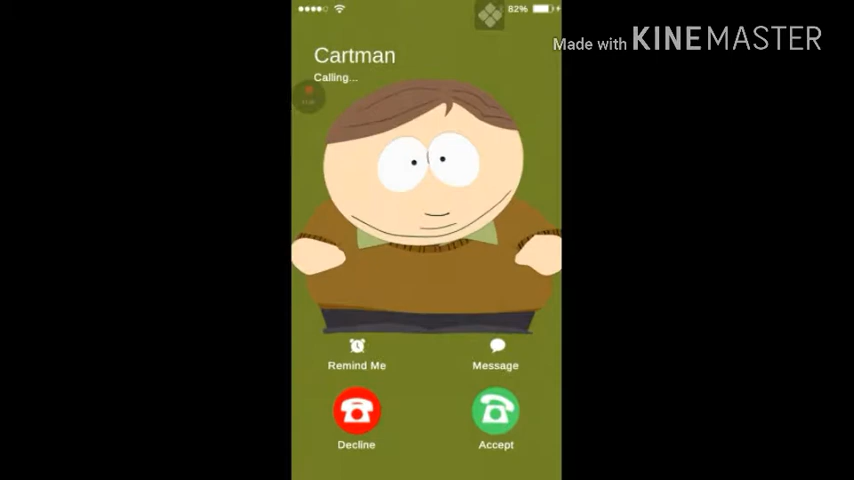 82%
Made with KINEMASTER
Cartman
Calling...
Remind Me
Message
Decline
Accept